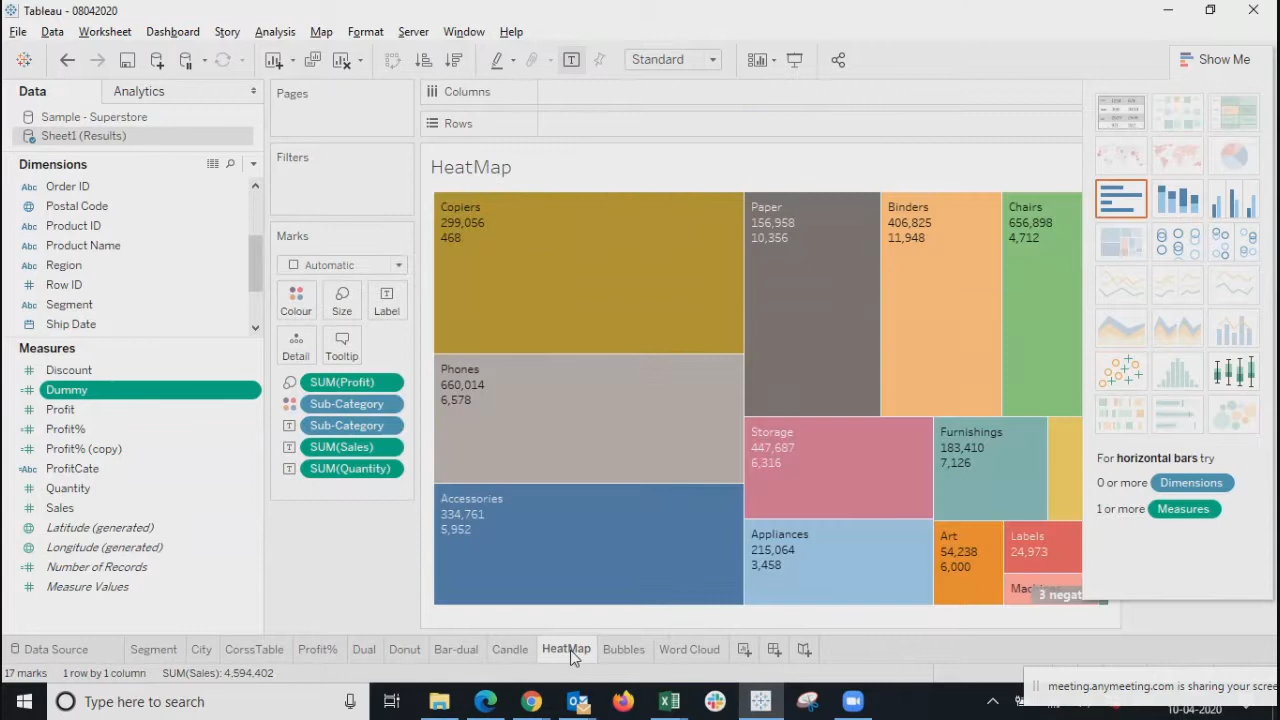 Tableau - 08042020
File Data Worksheet Dashboard Story Analysis Map Format Server Window Help
Standard
Show Me
Data
Analytics
Sample - Superstore
Sheet1 (Results)
Dimensions
Abc Order ID
Postal Code
Abc Product ID
Abc Product Name
Abc Region
# Row ID
Abc Segment
Ship Date
Measures
# Discount
=# Dummy
# Profit
=# Profit%
=# Profit% (copy)
=Abc ProfitCate
# Quantity
# Sales
Latitude (generated)
Longitude (generated)
=# Number of Records
# Measure Values
Pages
Filters
Marks
Automatic
Colour
Size
Label
Detail
Tooltip
SUM(Profit)
Sub-Category
Sub-Category
SUM(Sales)
SUM(Quantity)
Columns
Rows
HeatMap
Copiers
299,056
468
Phones
660,014
6,578
Accessories
334,761
5,952
Paper
156,958
10,356
Binders
406,825
11,948
Chairs
656,898
4,712
Storage
447,687
6,316
Furnishings
183,410
7,126
Appliances
215,064
3,458
Art
54,238
6,000
Labels
24,973
3 negat
For horizontal bars try
0 or more Dimensions
1 or more Measures
Data Source
Segment
City
CorssTable
Profit%
Dual
Donut
Bar-dual
Candle
HeatMap
Bubbles
Word Cloud
17 marks 1 row by 1 column SUM(Sales): 4,594,402
Type here to search
meeting.anymeeting.com is sharing your scree
10-04-2020